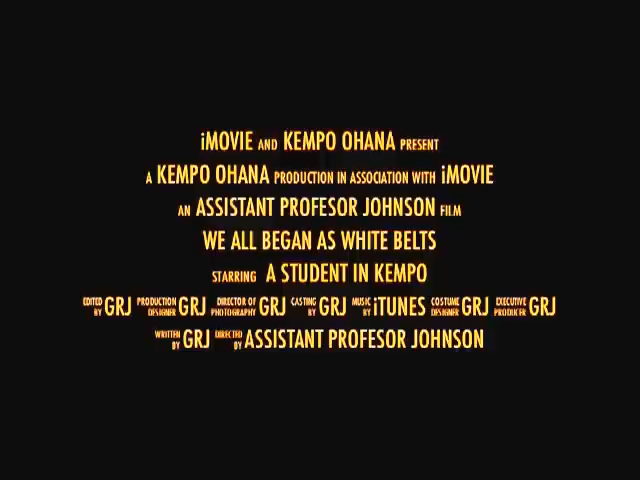 iMOVIE AND KEMPO OHANA PRESENT
A KEMPO OHANA PRODUCTION IN ASSOCIATION WITH iMOVIE
AN ASSISTANT PROFESOR JOHNSON FILM
WE ALL BEGAN AS WHITE BELTS
STARRING A STUDENT IN KEMPO
EDITED BY GRJ PRODUCTION DESIGNER GRJ DIRECTOR OF PHOTOGRAPHY GRJ CASTING BY GRJ MUSIC BY iTUNES COSTUME DESIGNER GRJ EXECUTIVE PRODUCER GRJ
WRITTEN BY GRJ DIRECTED BY ASSISTANT PROFESOR JOHNSON